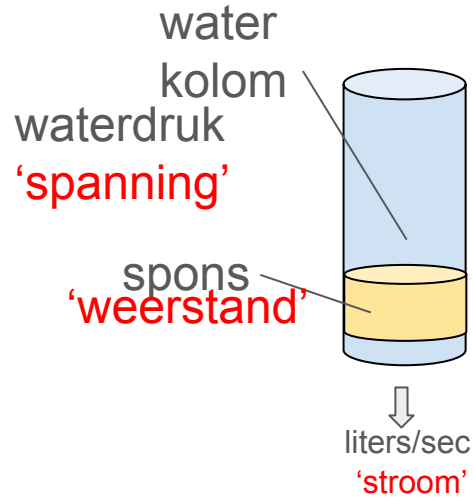 water
kolom
waterdruk
‘spanning’
spons
‘weerstand’
liters/sec
‘stroom’